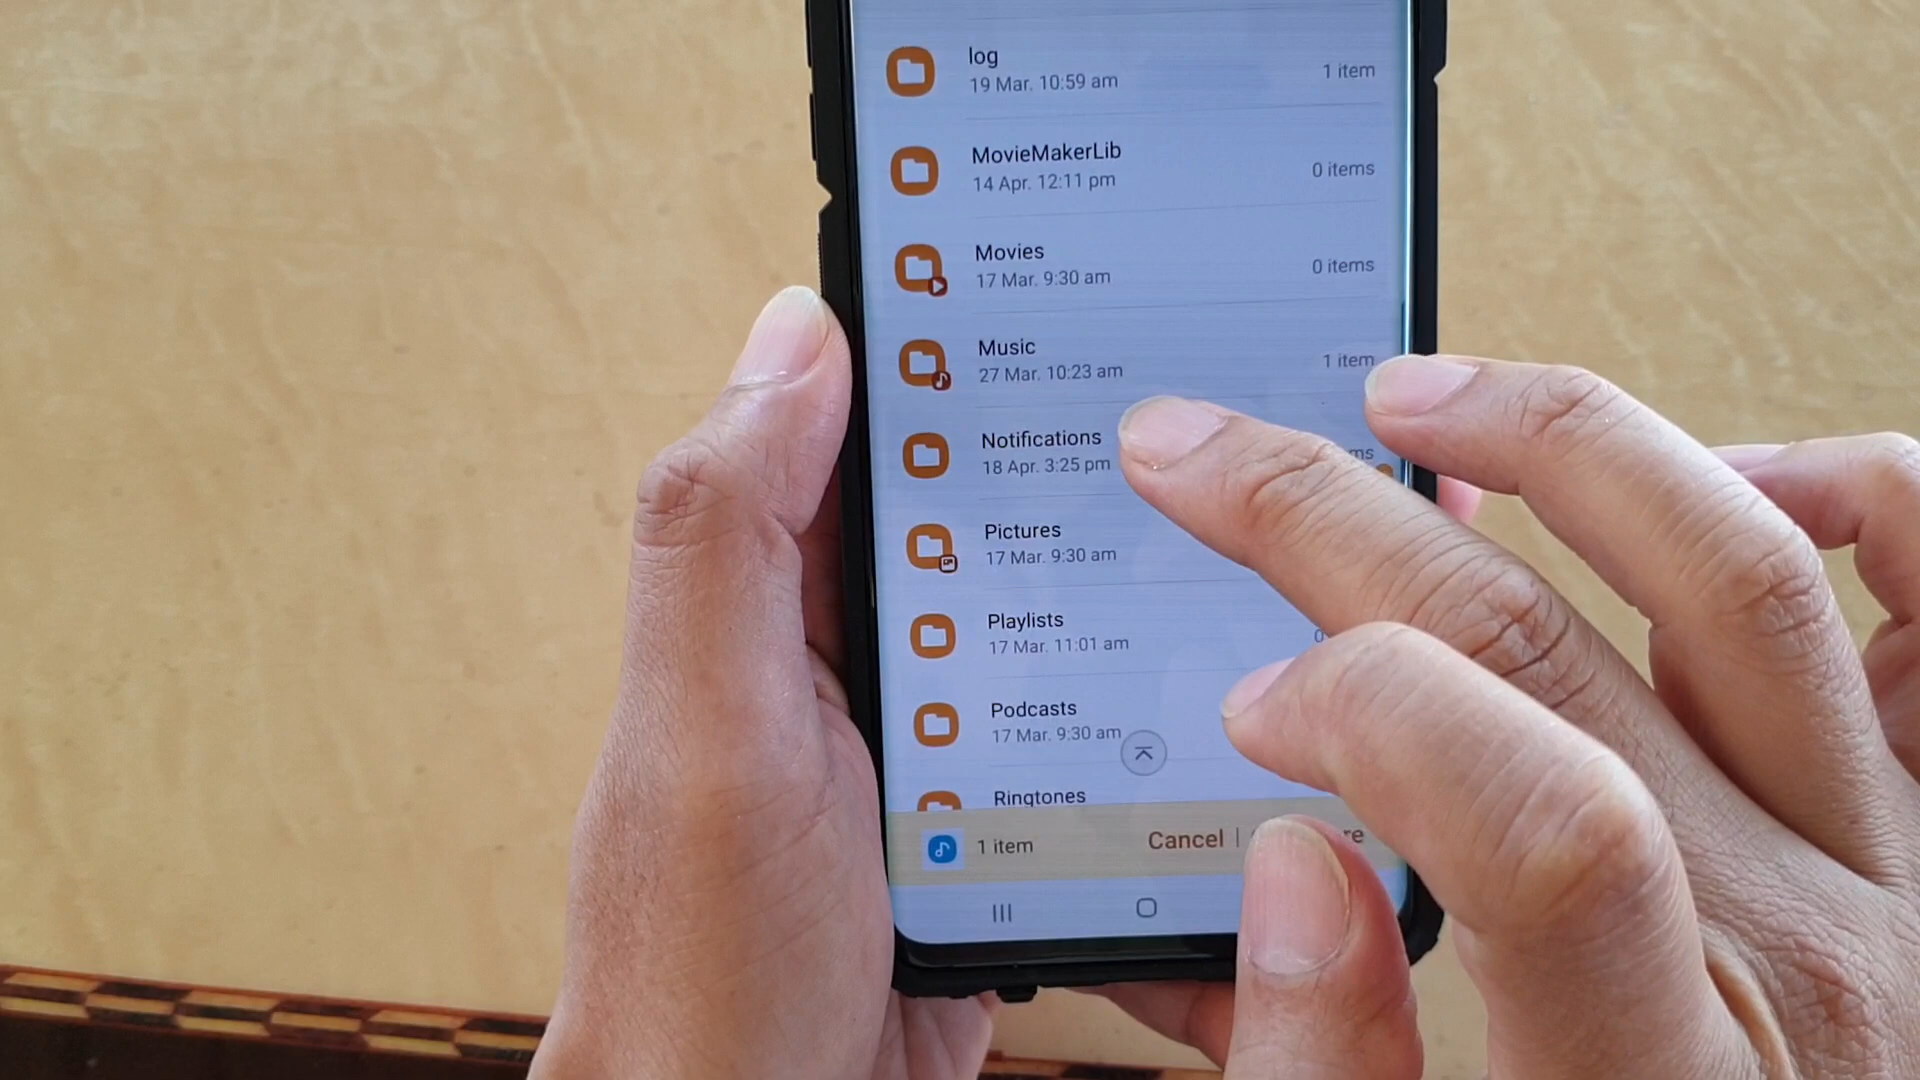 log
19 Mar. 10:59 am
1 item
MovieMakerLib
14 Apr. 12:11 pm
0 items
Movies
17 Mar. 9:30 am
0 items
Music
27 Mar. 10:23 am
1 item
Notifications
18 Apr. 3:25 pm
Pictures
17 Mar. 9:30 am
Playlists
17 Mar. 11:01 am
0
Podcasts
17 Mar. 9:30 am
Ringtones
1 item
Cancel |